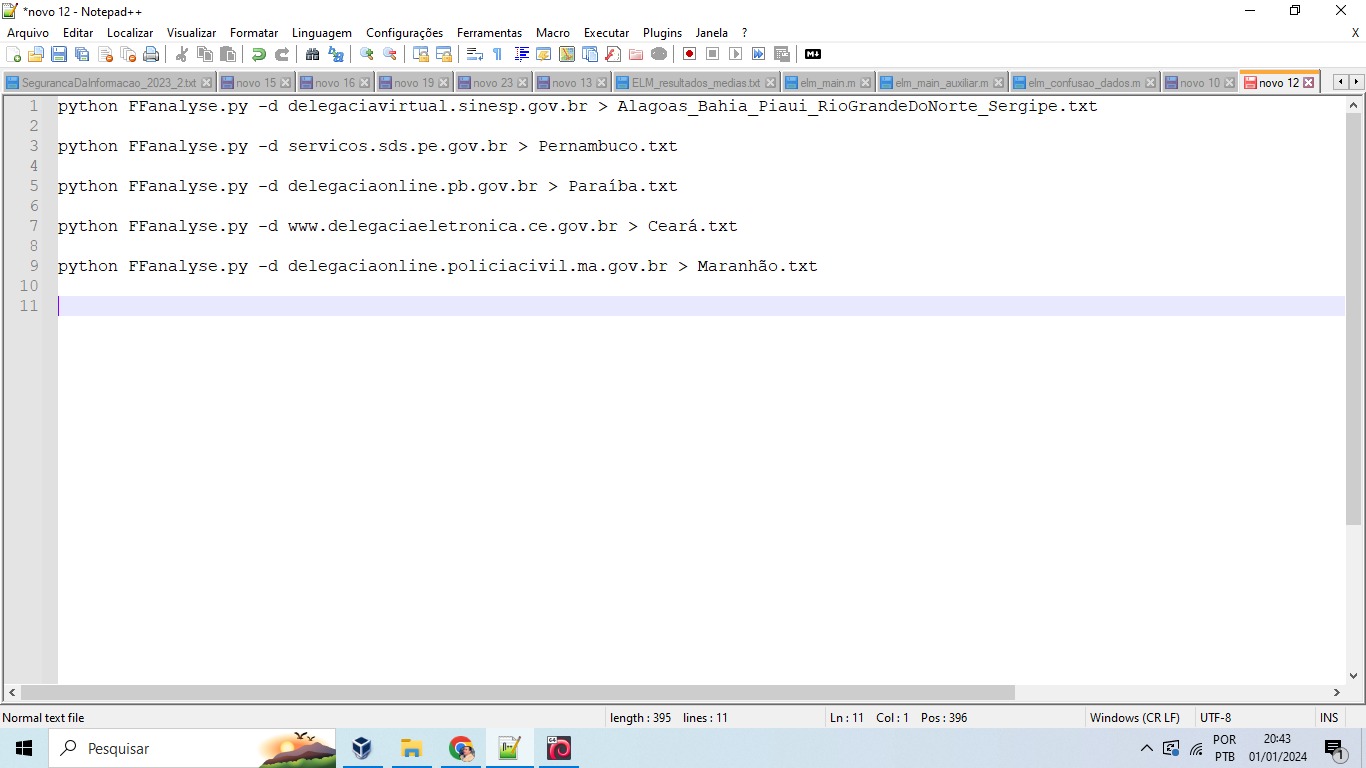 *novo 12 - Notepad++
Arquivo Editar Localizar Visualizar Formatar Linguagem Configurações Ferramentas Macro Executar Plugins Janela ? X
SegurancaDaInformacao_2023_2.txt novo 15 novo 16 novo 19 novo 23 novo 13 ELM_resultados_medias.txt elm_main.m elm_main_auxiliar.m elm_confusao_dados.m novo 10 novo 12
1 python FFanalyse.py -d delegaciavirtual.sinesp.gov.br > Alagoas_Bahia_Piaui_RioGrandeDoNorte_Sergipe.txt
2
3 python FFanalyse.py -d servicos.sds.pe.gov.br > Pernambuco.txt
4
5 python FFanalyse.py -d delegaciaonline.pb.gov.br > Paraíba.txt
6
7 python FFanalyse.py -d www.delegaciaeletronica.ce.gov.br > Ceará.txt
8
9 python FFanalyse.py -d delegaciaonline.policiacivil.ma.gov.br > Maranhão.txt
10
11
Normal text file length : 395 lines : 11 Ln : 11 Col : 1 Pos : 396 Windows (CR LF) UTF-8 INS
Pesquisar
POR 20:43
PTB 01/01/2024 1